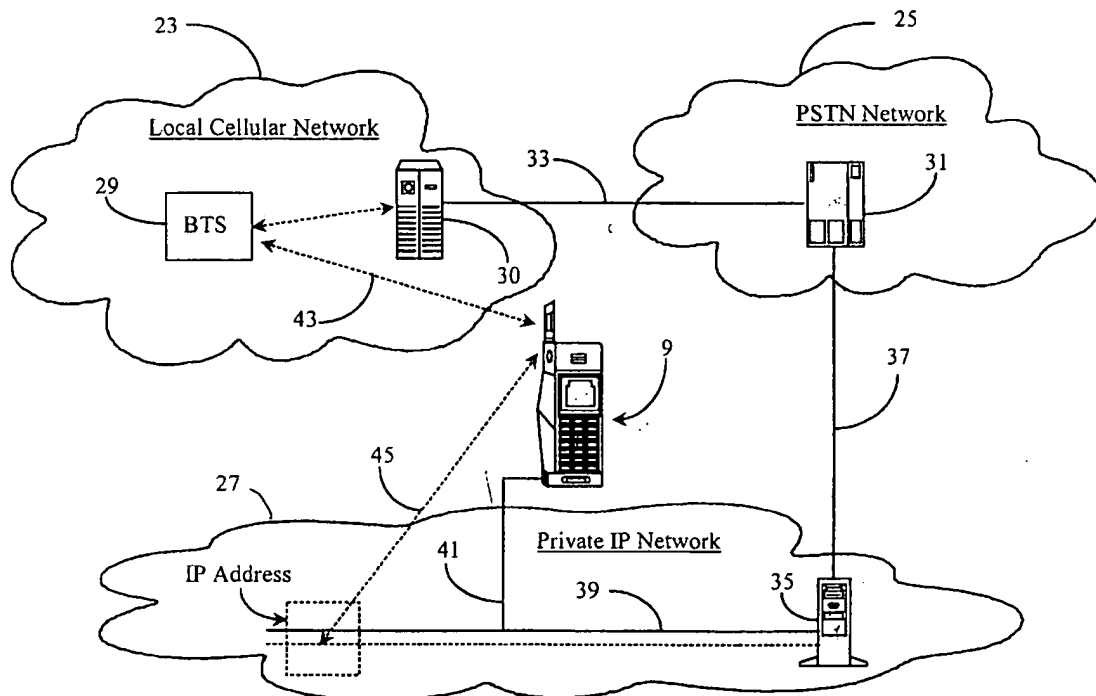 23
25
Local Cellular Network
PSTN Network
33
31
29
BTS
30
43
9
37
45
27
Private IP Network
IP Address
41
39
35